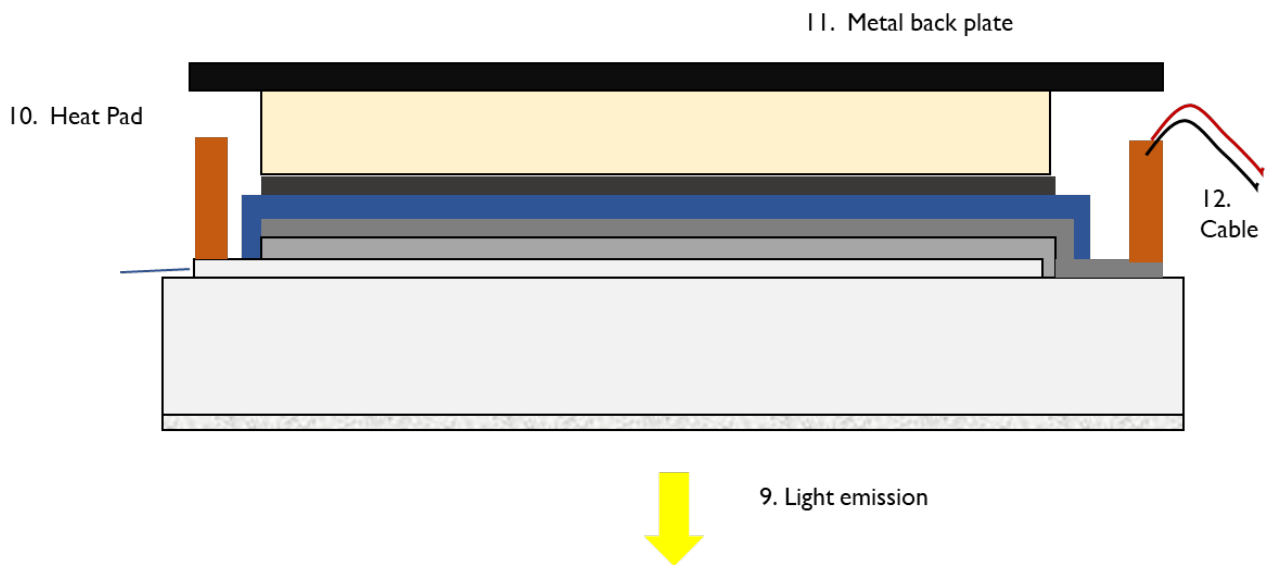 11. Metal back plate
10. Heat Pad
12.
Cable
9. Light emission